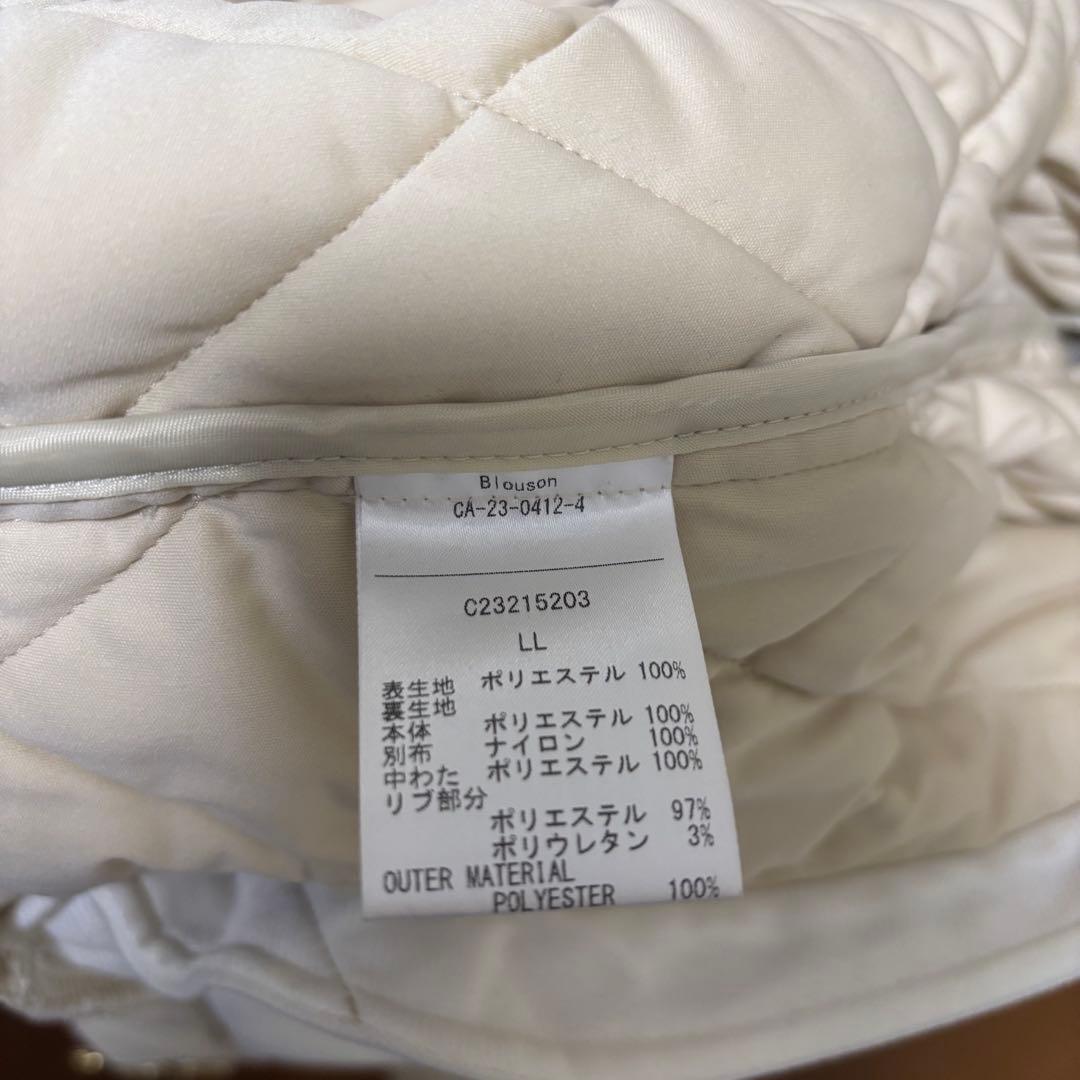 Blouson
CA-23-0412-4
C23215203
LL
表生地 ポリエステル 100%
裏生地
本体 ポリエステル 100%
別布 ナイロン 100%
中わた ポリエステル 100%
リブ部分
ポリエステル 97%
ポリウレタン 3%
OUTER MATERIAL
POLYESTER 100%